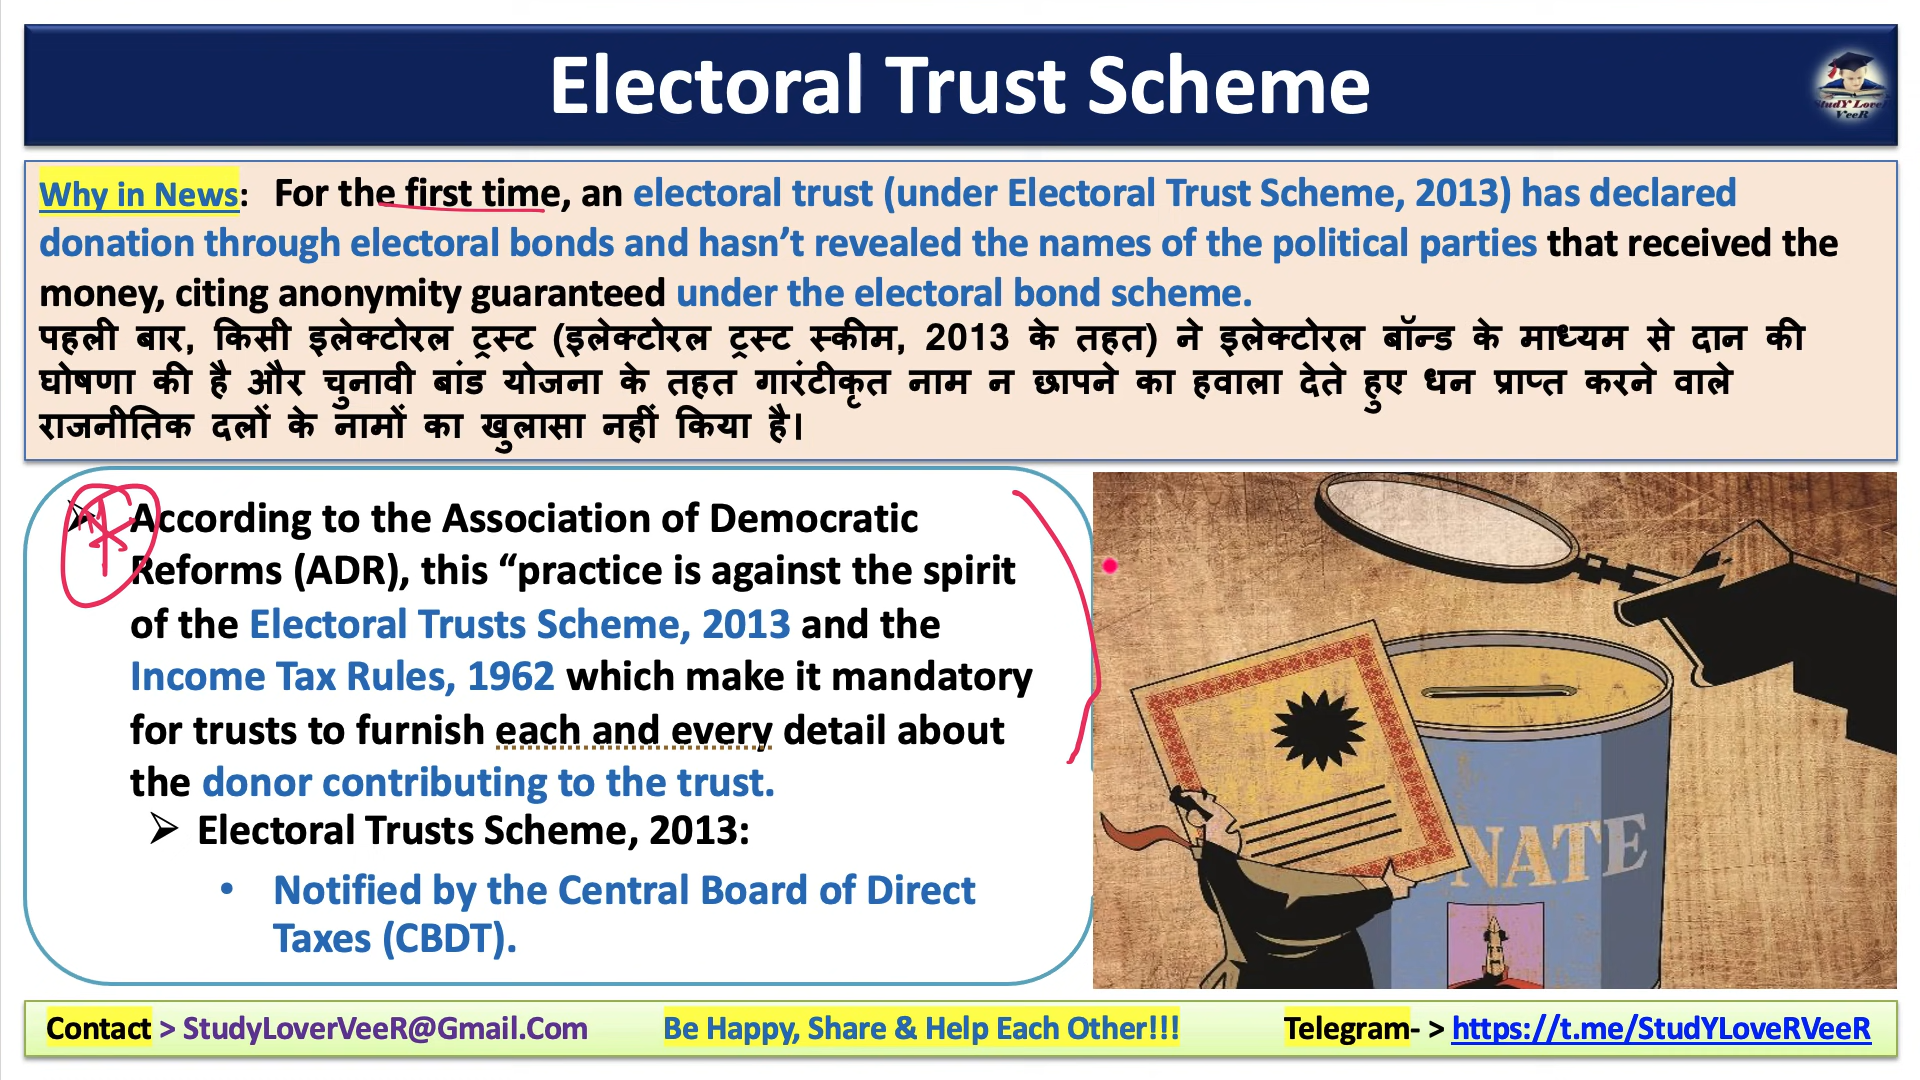 Electoral Trust Scheme
StudY LoveR
VeeR
Why in News: For the first time, an electoral trust (under Electoral Trust Scheme, 2013) has declared
donation through electoral bonds and hasn’t revealed the names of the political parties that received the
money, citing anonymity guaranteed under the electoral bond scheme.
पहली बार, किसी इलेक्टोरल ट्रस्ट (इलेक्टोरल ट्रस्ट स्कीम, 2013 के तहत) ने इलेक्टोरल बॉन्ड के माध्यम से दान की
घोषणा की है और चुनावी बांड योजना के तहत गारंटीकृत नाम न छापने का हवाला देते हुए धन प्राप्त करने वाले
राजनीतिक दलों के नामों का खुलासा नहीं किया है।
➢ According to the Association of Democratic
Reforms (ADR), this “practice is against the spirit
of the Electoral Trusts Scheme, 2013 and the
Income Tax Rules, 1962 which make it mandatory
for trusts to furnish each and every detail about
the donor contributing to the trust.
➢ Electoral Trusts Scheme, 2013:
• Notified by the Central Board of Direct
Taxes (CBDT).
NATE
Contact > StudyLoverVeeR@Gmail.Com Be Happy, Share & Help Each Other!!! Telegram- > https://t.me/StudYLoveRVeeR